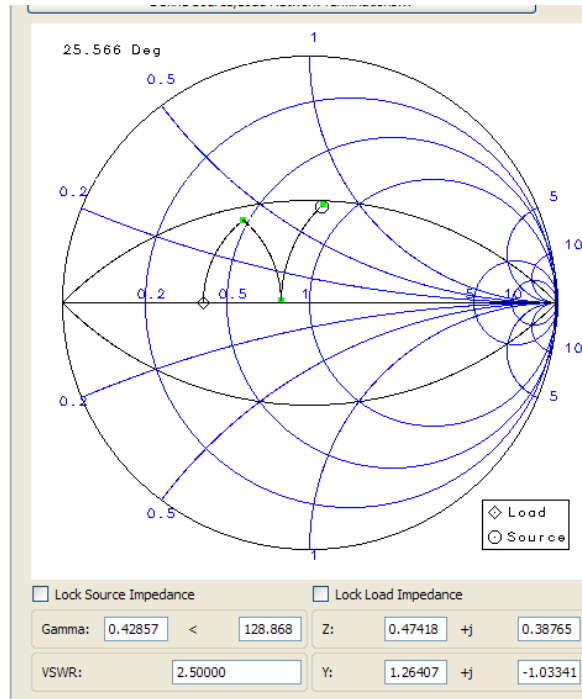 25.566 Deg
1
0.5
0.2
5
10
0.2 0.5 1 5 10
10
5
0.2
0.5
1
Load
Source
Lock Source Impedance
Lock Load Impedance
Gamma: 0.42857 < 128.868
Z: 0.47418 +j 0.38765
VSWR: 2.50000
Y: 1.26407 +j -1.03341